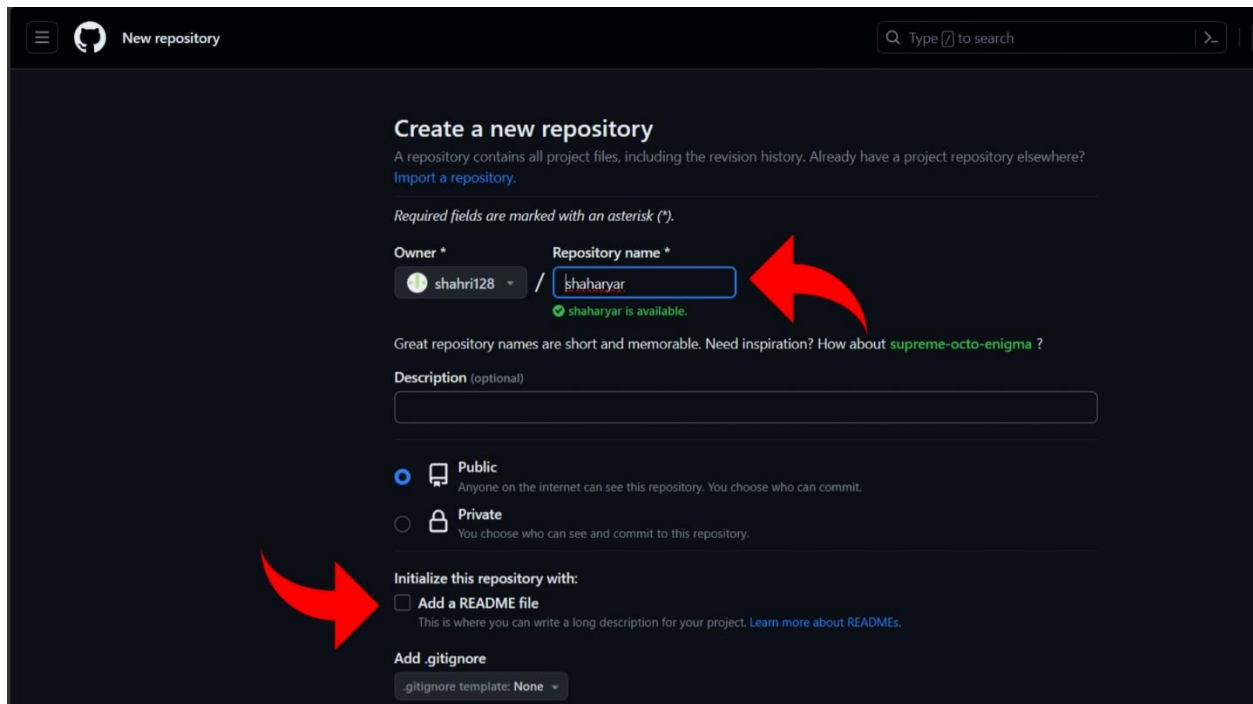 New repository
Type / to search
Create a new repository
A repository contains all project files, including the revision history. Already have a project repository elsewhere?
Import a repository.
Required fields are marked with an asterisk (*).
Owner *
Repository name *
shahri128 / shaharyar
shaharyar is available.
Great repository names are short and memorable. Need inspiration? How about supreme-octo-enigma ?
Description (optional)
Public
Anyone on the internet can see this repository. You choose who can commit.
Private
You choose who can see and commit to this repository.
Initialize this repository with:
Add a README file
This is where you can write a long description for your project. Learn more about READMEs.
Add .gitignore
.gitignore template: None